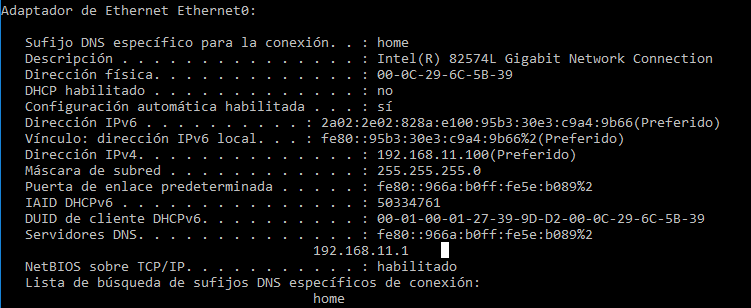 Adaptador de Ethernet Ethernet0:
Sufijo DNS específico para la conexión. . : home
Descripción . . . . . . . . . . . . . . . : Intel(R) 82574L Gigabit Network Connection
Dirección física. . . . . . . . . . . . . : 00-0C-29-6C-5B-39
DHCP habilitado . . . . . . . . . . . . . : no
Configuración automática habilitada . . . : sí
Dirección IPv6 . . . . . . . . . . : 2a02:2e02:828a:e100:95b3:30e3:c9a4:9b66(Preferido)
Vínculo: dirección IPv6 local. . . : fe80::95b3:30e3:c9a4:9b66%2(Preferido)
Dirección IPv4. . . . . . . . . . . . . . : 192.168.11.100(Preferido)
Máscara de subred . . . . . . . . . . . . : 255.255.255.0
Puerta de enlace predeterminada . . . . . : fe80::966a:b0ff:fe5e:b089%2
IAID DHCPv6 . . . . . . . . . . . . . . . : 50334761
DUID de cliente DHCPv6. . . . . . . . . . : 00-01-00-01-27-39-9D-D2-00-0C-29-6C-5B-39
Servidores DNS. . . . . . . . . . . . . . : fe80::966a:b0ff:fe5e:b089%2
192.168.11.1
NetBIOS sobre TCP/IP. . . . . . . . . . . : habilitado
Lista de búsqueda de sufijos DNS específicos de conexión:
home